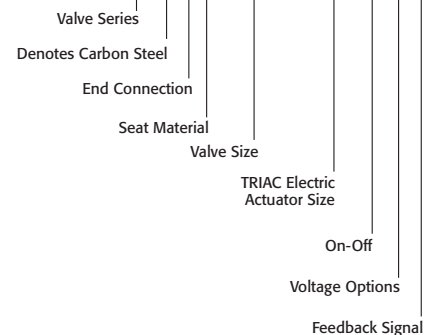 Valve Series
Denotes Carbon Steel
End Connection
Seat Material
Valve Size
TRIAC Electric
Actuator Size
On-Off
Voltage Options
Feedback Signal